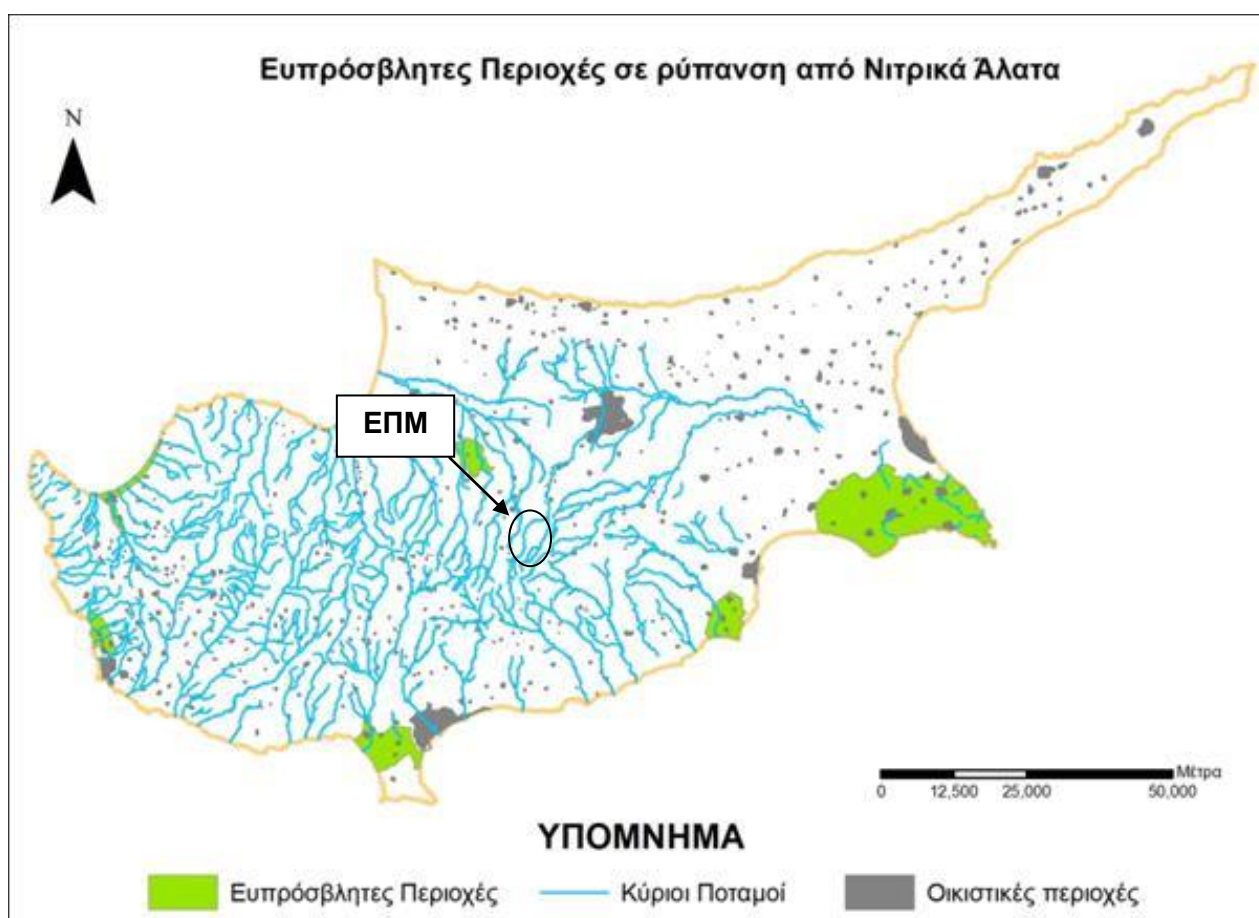 Ευπρόσβλητες Περιοχές σε ρύπανση από Νιτρικά Άλατα
N
ΕΠΜ
Μέτρα
0 12,500 25,000 50,000
ΥΠΟΜΝΗΜΑ
Ευπρόσβλητες Περιοχές Κύριοι Ποταμοί Οικιστικές περιοχές